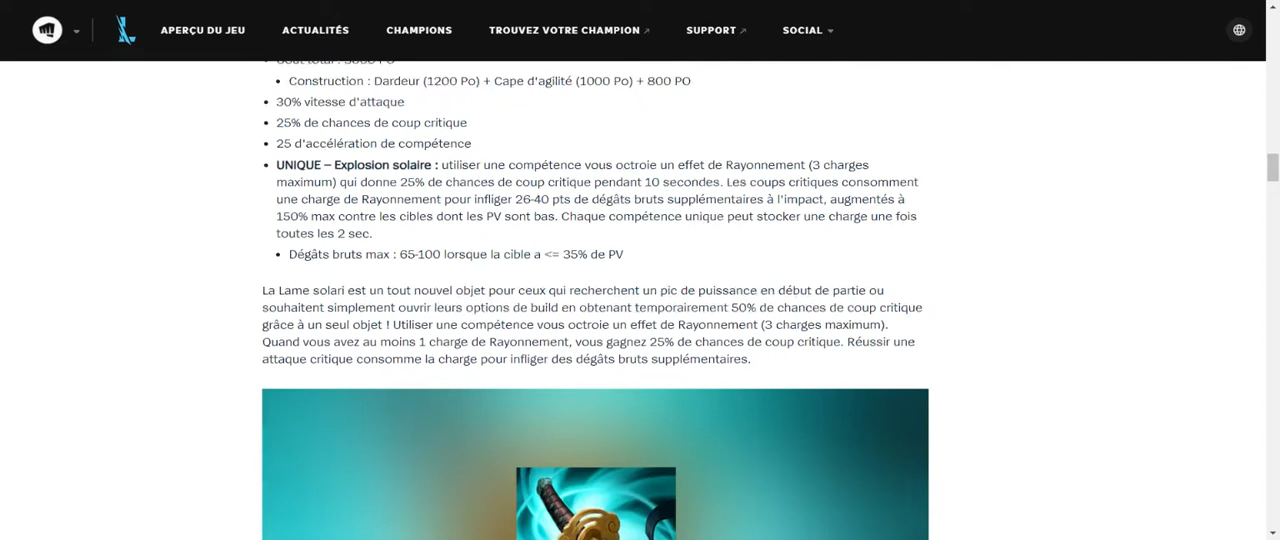 APERÇU DU JEU ACTUALITÉS CHAMPIONS TROUVEZ VOTRE CHAMPION ↗ SUPPORT ↗ SOCIAL
Construction : Dardeur (1200 Po) + Cape d'agilité (1000 Po) + 800 PO
30% vitesse d'attaque
25% de chances de coup critique
25 d'accélération de compétence
UNIQUE – Explosion solaire : utiliser une compétence vous octroie un effet de Rayonnement (3 charges
maximum) qui donne 25% de chances de coup critique pendant 10 secondes. Les coups critiques consomment
une charge de Rayonnement pour infliger 26-40 pts de dégâts bruts supplémentaires à l'impact, augmentés à
150% max contre les cibles dont les PV sont bas. Chaque compétence unique peut stocker une charge une fois
toutes les 2 sec.
Dégâts bruts max : 65-100 lorsque la cible a <= 35% de PV
La Lame solari est un tout nouvel objet pour ceux qui recherchent un pic de puissance en début de partie ou
souhaitent simplement ouvrir leurs options de build en obtenant temporairement 50% de chances de coup critique
grâce à un seul objet ! Utiliser une compétence vous octroie un effet de Rayonnement (3 charges maximum).
Quand vous avez au moins 1 charge de Rayonnement, vous gagnez 25% de chances de coup critique. Réussir une
attaque critique consomme la charge pour infliger des dégâts bruts supplémentaires.